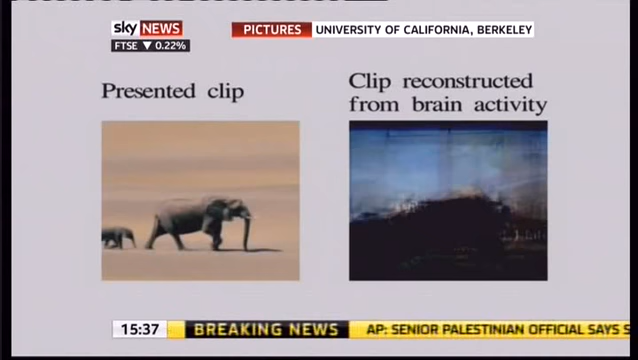 sky NEWS
FTSE ▼ 0.22%
PICTURES UNIVERSITY OF CALIFORNIA, BERKELEY
Presented clip
Clip reconstructed
from brain activity
15:37 BREAKING NEWS AP: SENIOR PALESTINIAN OFFICIAL SAYS S